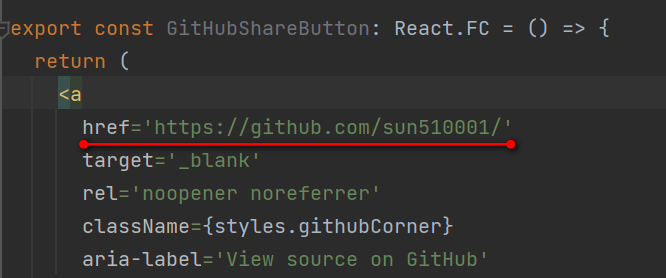 export const GitHubShareButton: React.FC = () => {
return (
<a
href='https://github.com/sun510001/'
target='_blank'
rel='noopener noreferrer'
className={styles.githubCorner}
aria-label='View source on GitHub'